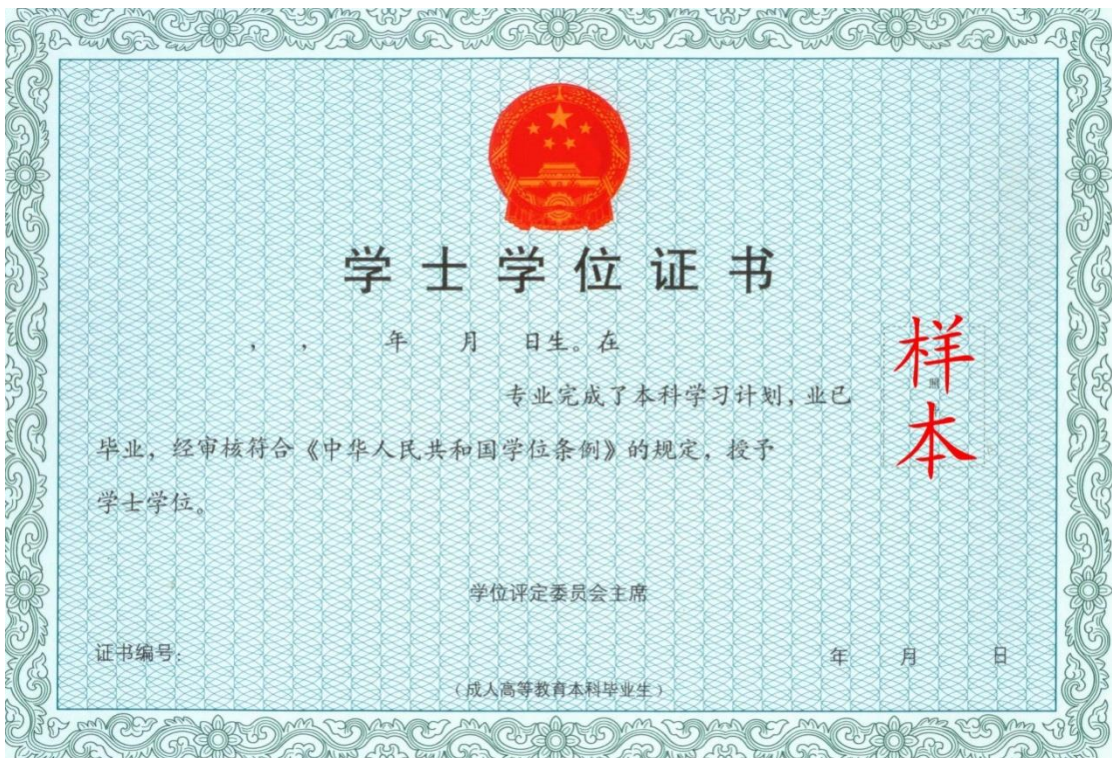 学士学位证书
， ， 年 月 日生。在
专业完成了本科学习计划，业已
毕业，经审核符合《中华人民共和国学位条例》的规定，授予
学士学位。
样本
照
学位评定委员会主席
证书编号：
年 月 日
（成人高等教育本科毕业生）